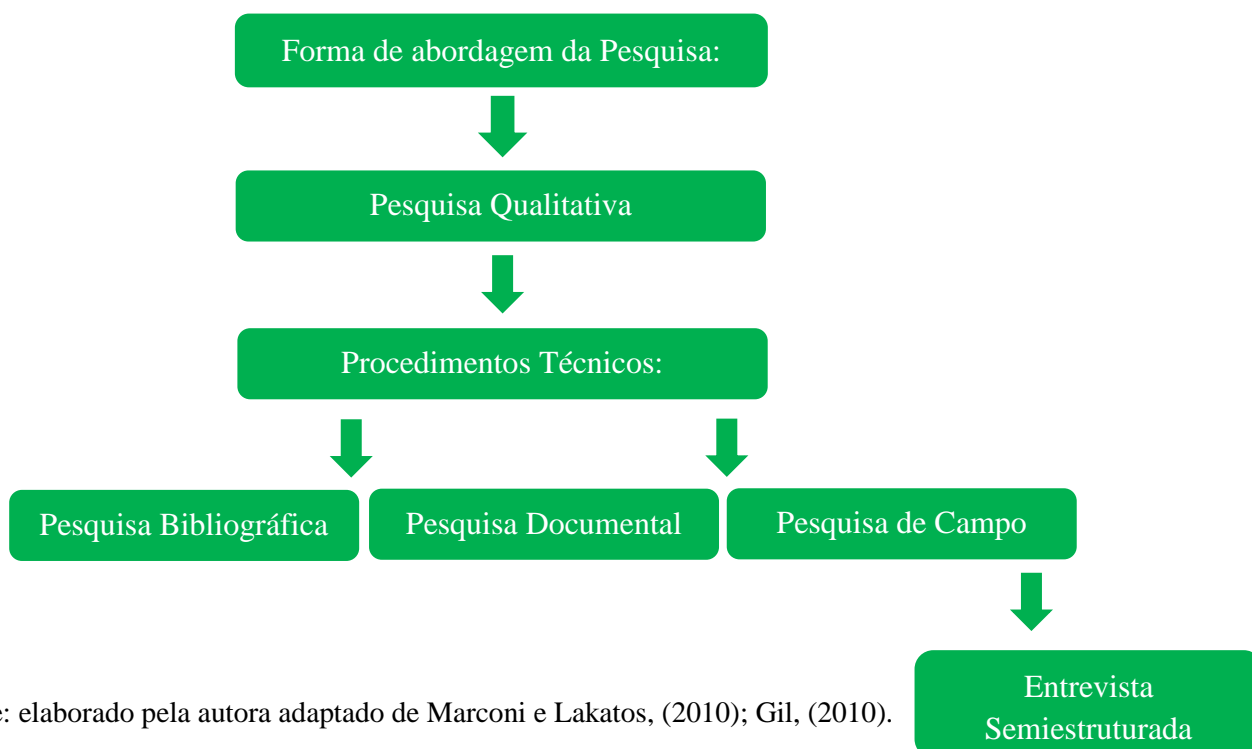 Forma de abordagem da Pesquisa:
Pesquisa Qualitativa
Procedimentos Técnicos:
Pesquisa Bibliográfica
Pesquisa Documental
Pesquisa de Campo
Entrevista
Semiestruturada
: elaborado pela autora adaptado de Marconi e Lakatos, (2010); Gil, (2010).